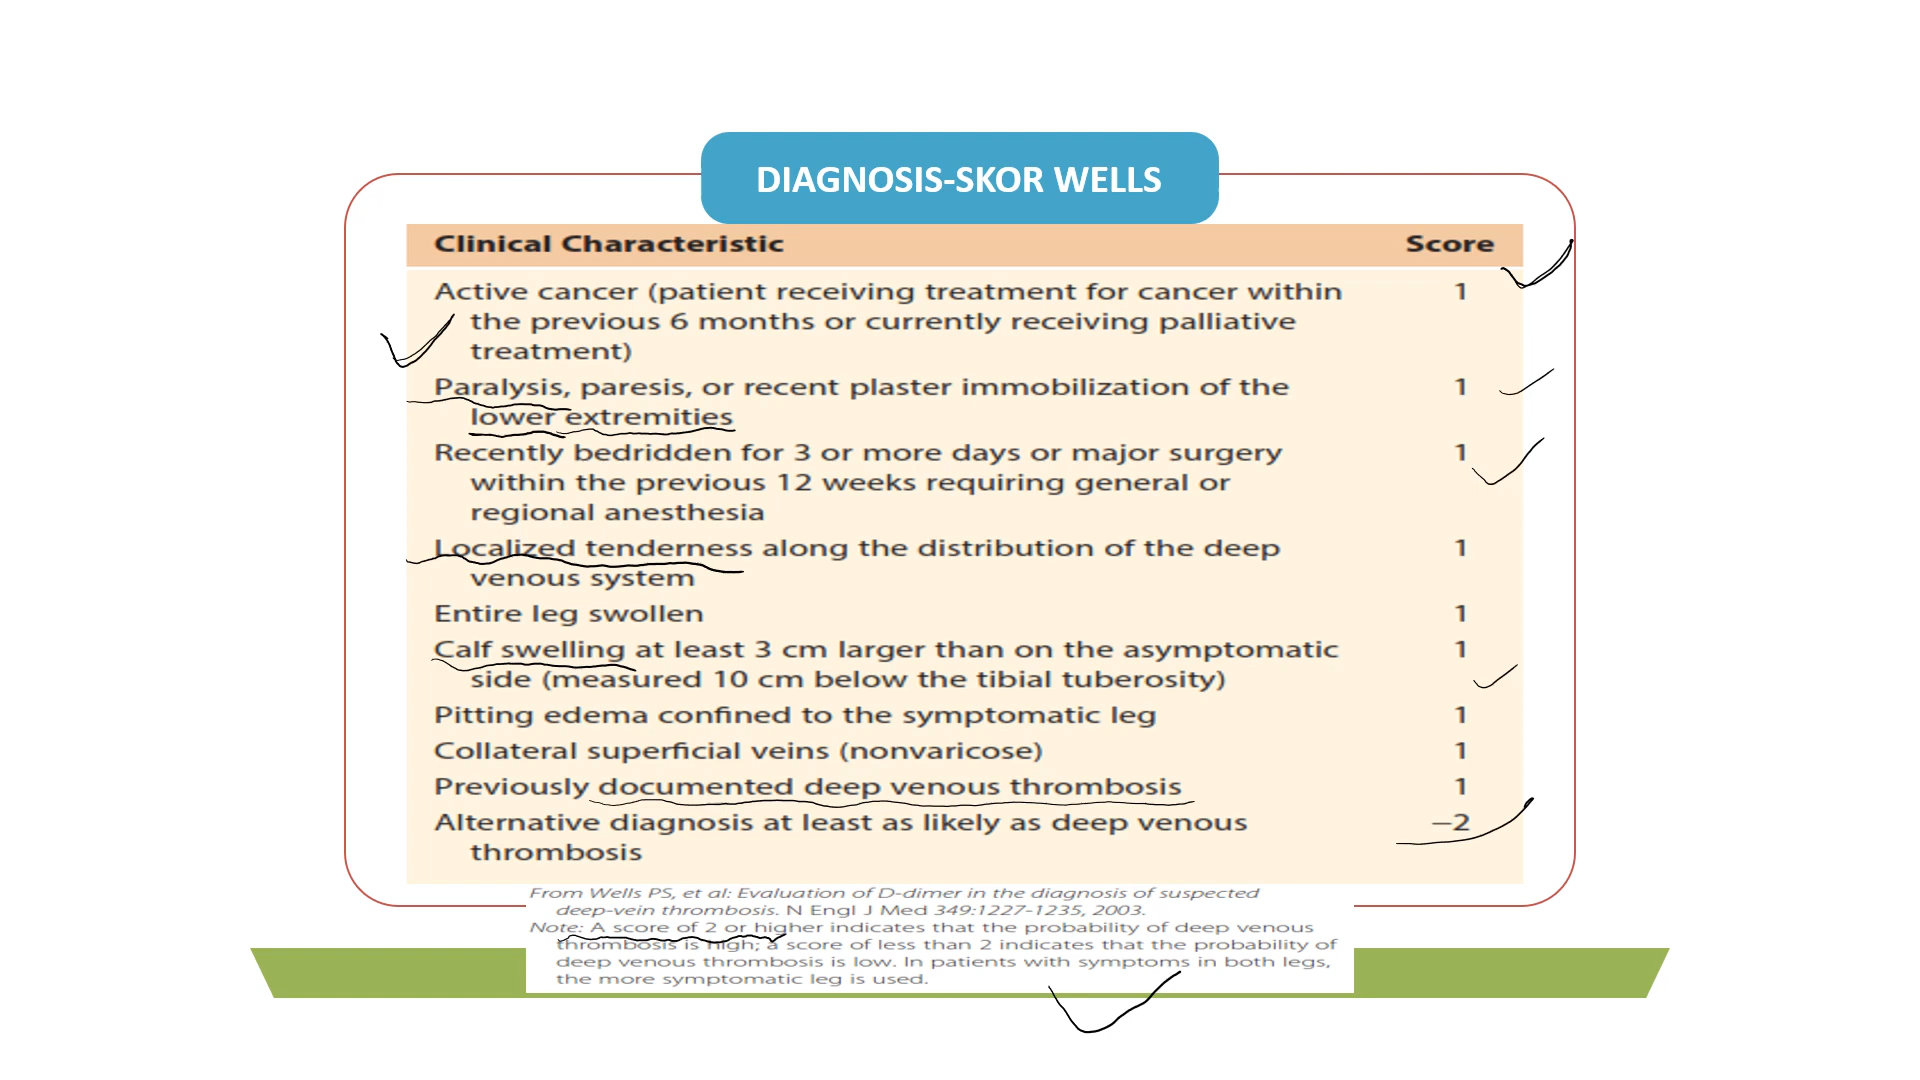 DIAGNOSIS-SKOR WELLS
Clinical Characteristic Score
Active cancer (patient receiving treatment for cancer within 1
the previous 6 months or currently receiving palliative
treatment)
Paralysis, paresis, or recent plaster immobilization of the 1
lower extremities
Recently bedridden for 3 or more days or major surgery 1
within the previous 12 weeks requiring general or
regional anesthesia
Localized tenderness along the distribution of the deep 1
venous system
Entire leg swollen 1
Calf swelling at least 3 cm larger than on the asymptomatic 1
side (measured 10 cm below the tibial tuberosity)
Pitting edema confined to the symptomatic leg 1
Collateral superficial veins (nonvaricose) 1
Previously documented deep venous thrombosis 1
Alternative diagnosis at least as likely as deep venous −2
thrombosis
From Wells PS, et al: Evaluation of D-dimer in the diagnosis of suspected
deep-vein thrombosis. N Engl J Med 349:1227-1235, 2003.
Note: A score of 2 or higher indicates that the probability of deep venous
thrombosis is high; a score of less than 2 indicates that the probability of
deep venous thrombosis is low. In patients with symptoms in both legs,
the more symptomatic leg is used.